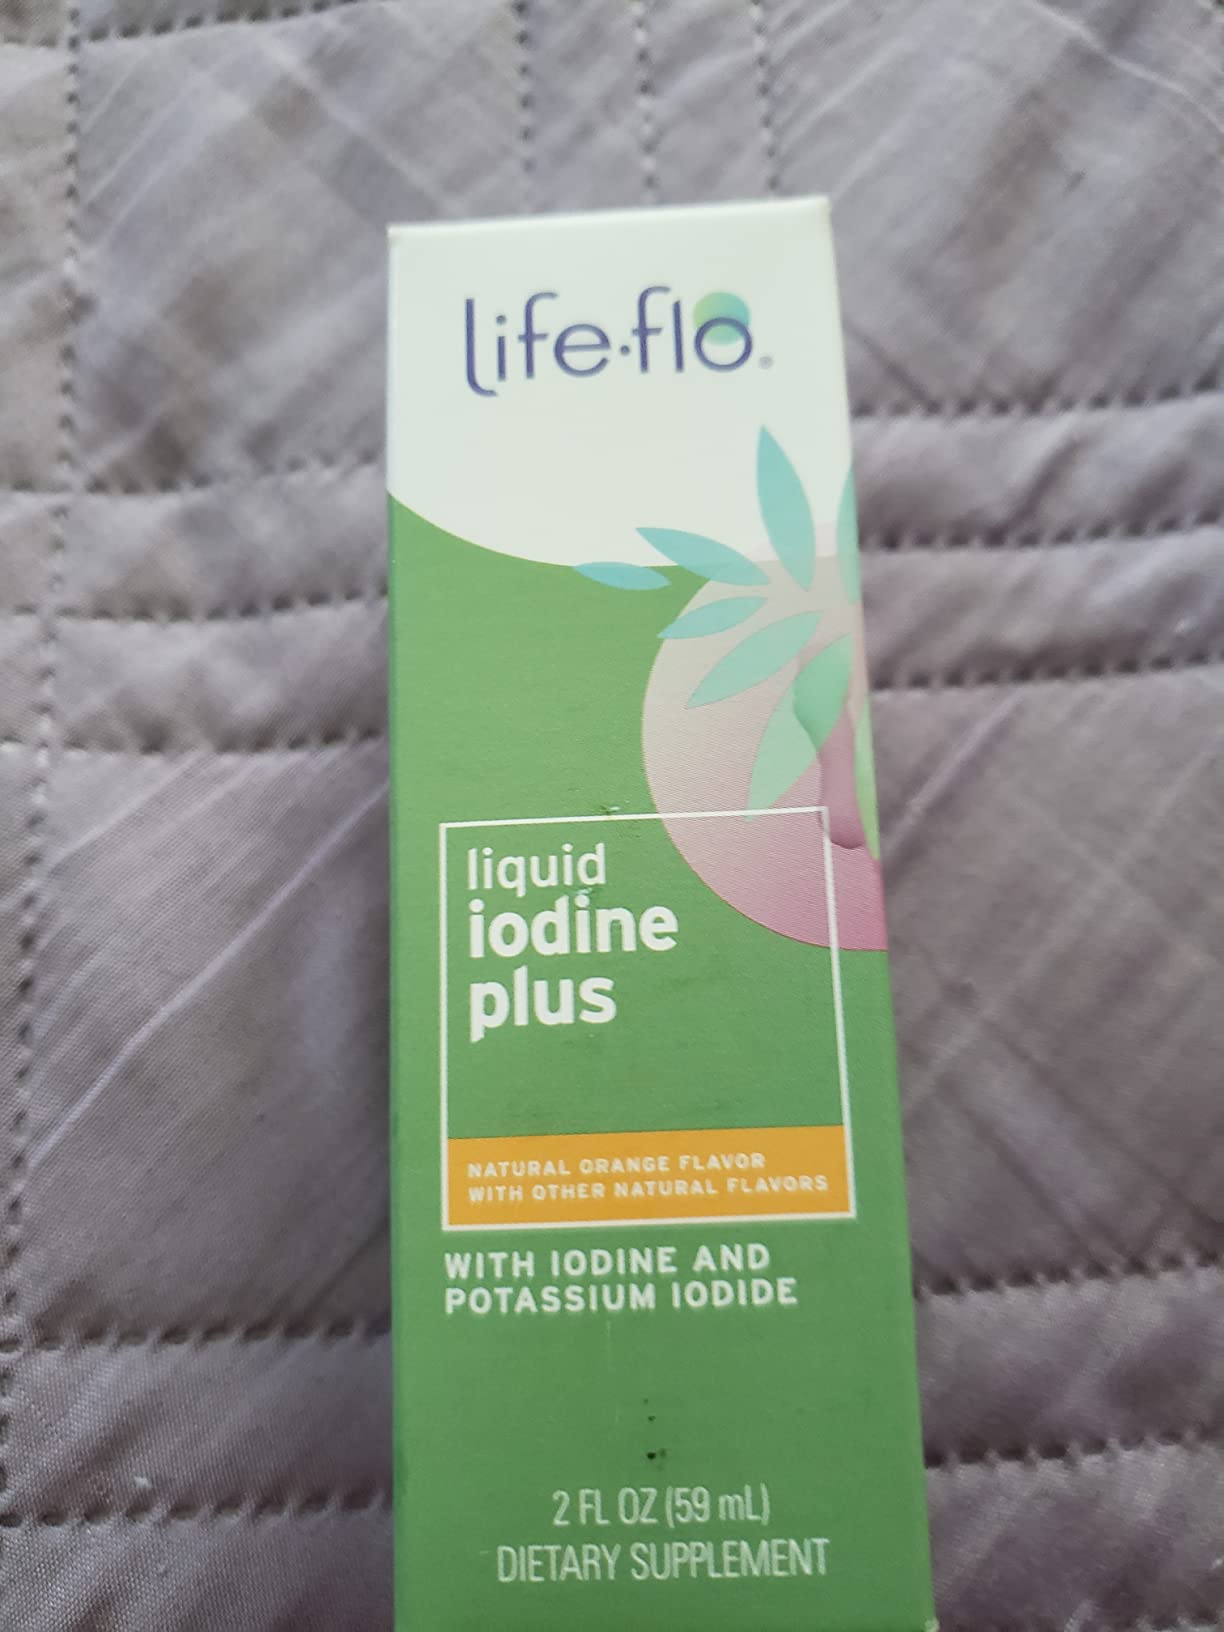 life·flo®
liquid
iodine
plus
NATURAL ORANGE FLAVOR
WITH OTHER NATURAL FLAVORS
WITH IODINE AND
POTASSIUM IODIDE
2 FL OZ (59 mL)
DIETARY SUPPLEMENT